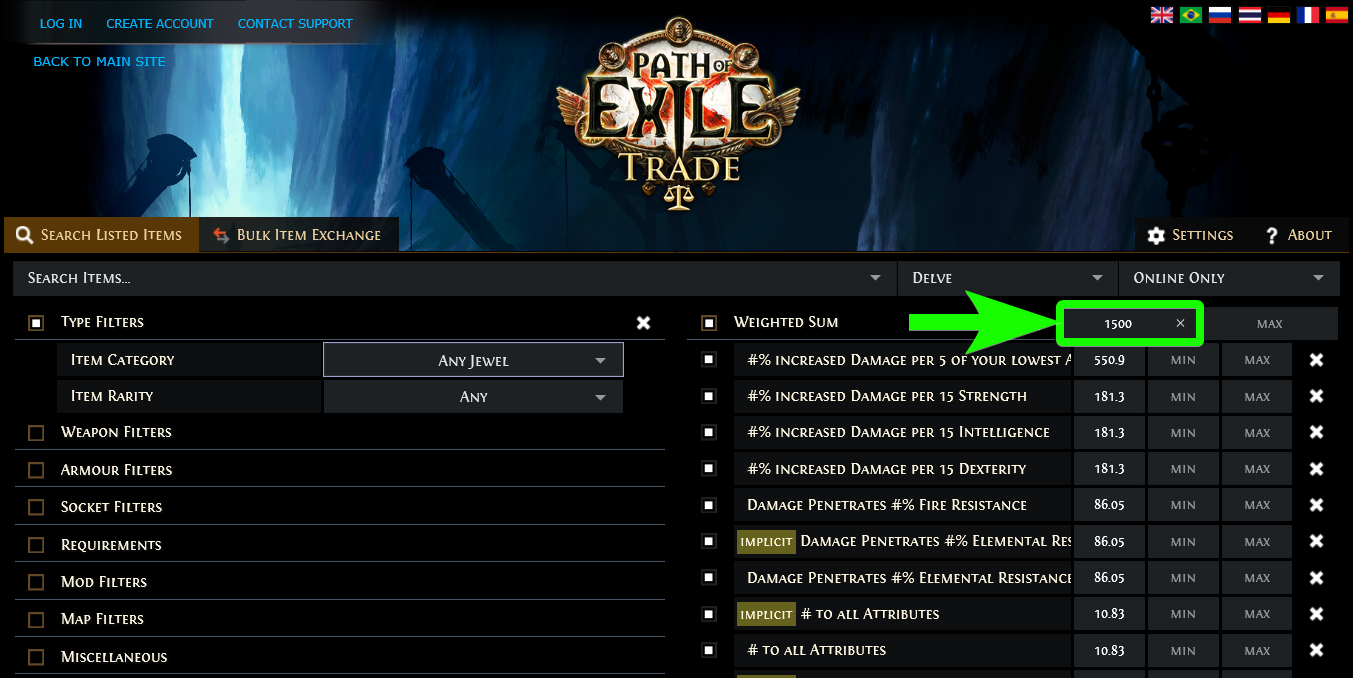 LOG IN CREATE ACCOUNT CONTACT SUPPORT
BACK TO MAIN SITE
PATH OF
EXILE
TRADE
SEARCH LISTED ITEMS BULK ITEM EXCHANGE SETTINGS ? ABOUT
SEARCH ITEMS... DELVE ONLINE ONLY
TYPE FILTERS WEIGHTED SUM 1500 × MAX
ITEM CATEGORY ANY JEWEL #% INCREASED DAMAGE PER 5 OF YOUR LOWEST 550.9 MIN MAX
ITEM RARITY ANY #% INCREASED DAMAGE PER 15 STRENGTH 181.3 MIN MAX
WEAPON FILTERS #% INCREASED DAMAGE PER 15 INTELLIGENCE 181.3 MIN MAX
ARMOUR FILTERS #% INCREASED DAMAGE PER 15 DEXTERITY 181.3 MIN MAX
SOCKET FILTERS DAMAGE PENETRATES #% FIRE RESISTANCE 86.05 MIN MAX
REQUIREMENTS IMPLICIT DAMAGE PENETRATES #% ELEMENTAL RES 86.05 MIN MAX
MOD FILTERS DAMAGE PENETRATES #% ELEMENTAL RESISTANCE 86.05 MIN MAX
MAP FILTERS IMPLICIT # TO ALL ATTRIBUTES 10.83 MIN MAX
MISCELLANEOUS # TO ALL ATTRIBUTES 10.83 MIN MAX